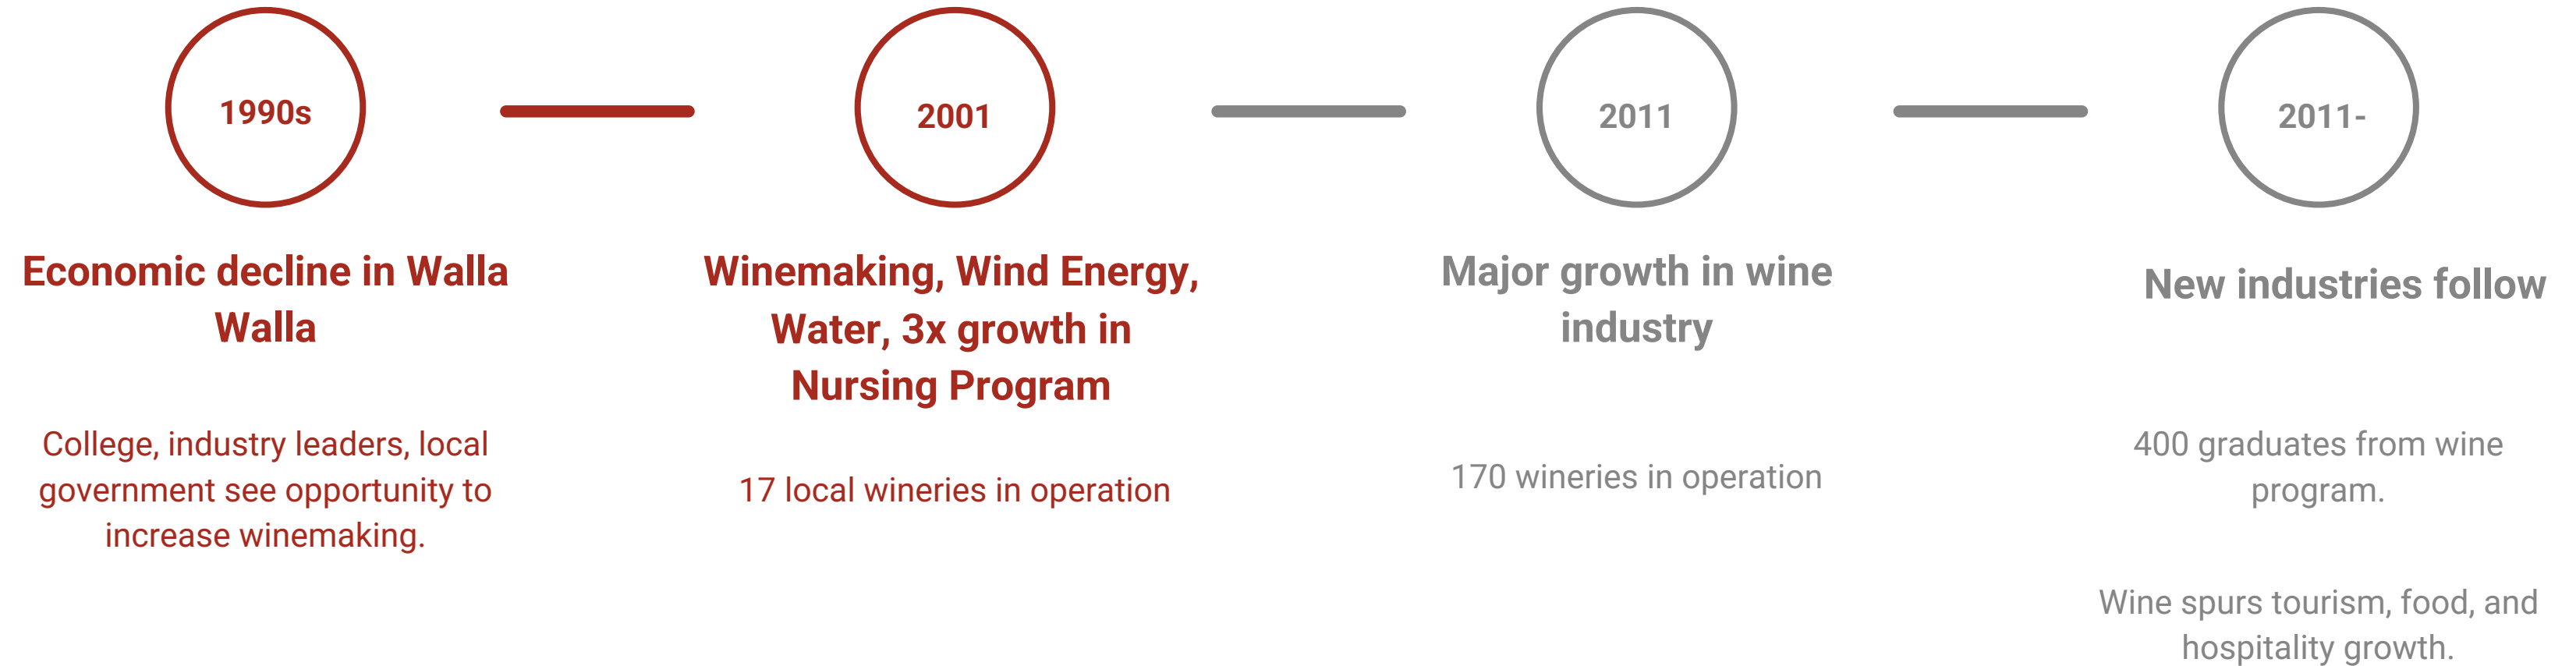 1990s
Economic decline in Walla
Walla
College, industry leaders, local
government see opportunity to
increase winemaking.
2001
Winemaking, Wind Energy,
Water, 3x growth in
Nursing Program
17 local wineries in operation
2011
Major growth in wine
industry
170 wineries in operation
2011-
New industries follow
400 graduates from wine
program.
Wine spurs tourism, food, and
hospitality growth.